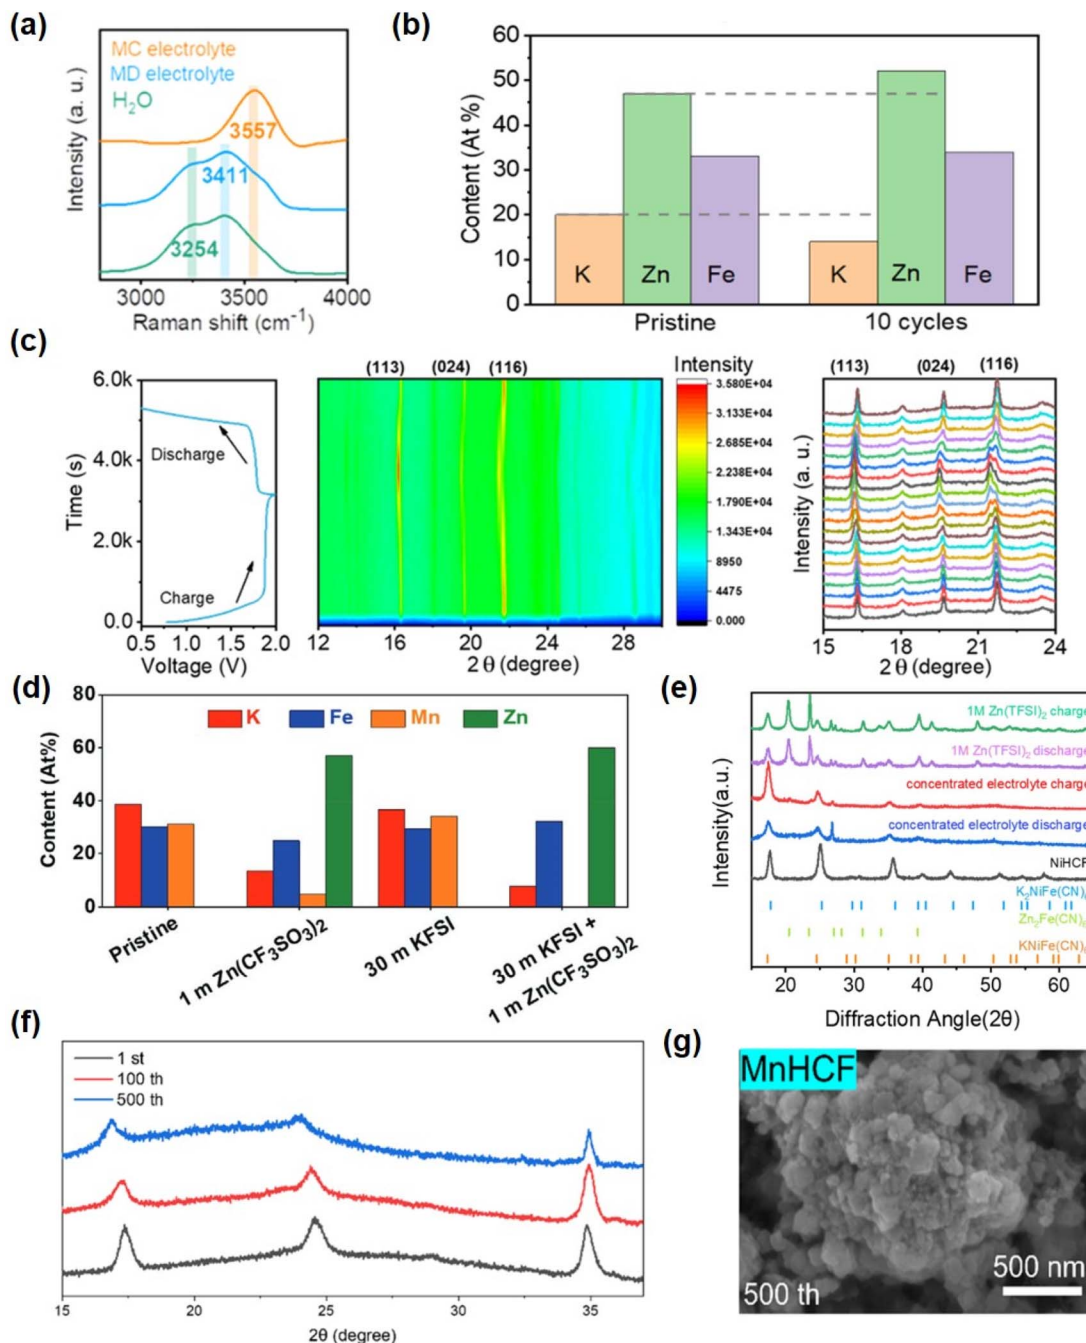 (a)
MC electrolyte
MD electrolyte
H₂O
3557
3411
3254
Intensity (a. u.)
3000 3500 4000
Raman shift (cm⁻¹)
(b)
Content (At %)
60
50
40
30
20
10
0
K Zn Fe K Zn Fe
Pristine 10 cycles
(c)
Time (s)
6.0k
4.0k
2.0k
0.0
Discharge
Charge
0.5 1.0 1.5 2.0
Voltage (V)
(113) (024) (116)
12 16 20 24 28
2 θ (degree)
Intensity
3.580E+04
3.133E+04
2.685E+04
2.238E+04
1.790E+04
1.343E+04
8950
4475
0.000
(113) (024) (116)
Intensity (a. u.)
15 18 21 24
2 θ (degree)
(d)
Content (At%)
80
60
40
20
0
K Fe Mn Zn
Pristine
1 m Zn(CF₃SO₃)₂
30 m KFSI
30 m KFSI +
1 m Zn(CF₃SO₃)₂
(e)
Intensity(a.u.)
1M Zn(TFSI)₂ charge
1M Zn(TFSI)₂ discharge
concentrated electrolyte charge
concentrated electrolyte discharge
NiHCF
K₂NiFe(CN)
Zn₂Fe(CN)
KNiFe(CN)
20 30 40 50 60
Diffraction Angle(2θ)
(f)
1 st
100 th
500 th
15 20 25 30 35
2θ (degree)
(g)
MnHCF
500 nm
500 th